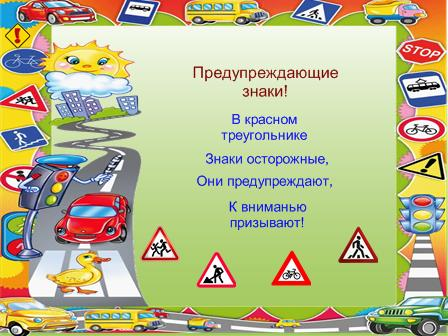 STOP
Предупреждающие
знаки!
В красном
треугольнике
Знаки осторожные,
Они предупреждают,
К вниманью
призывают!